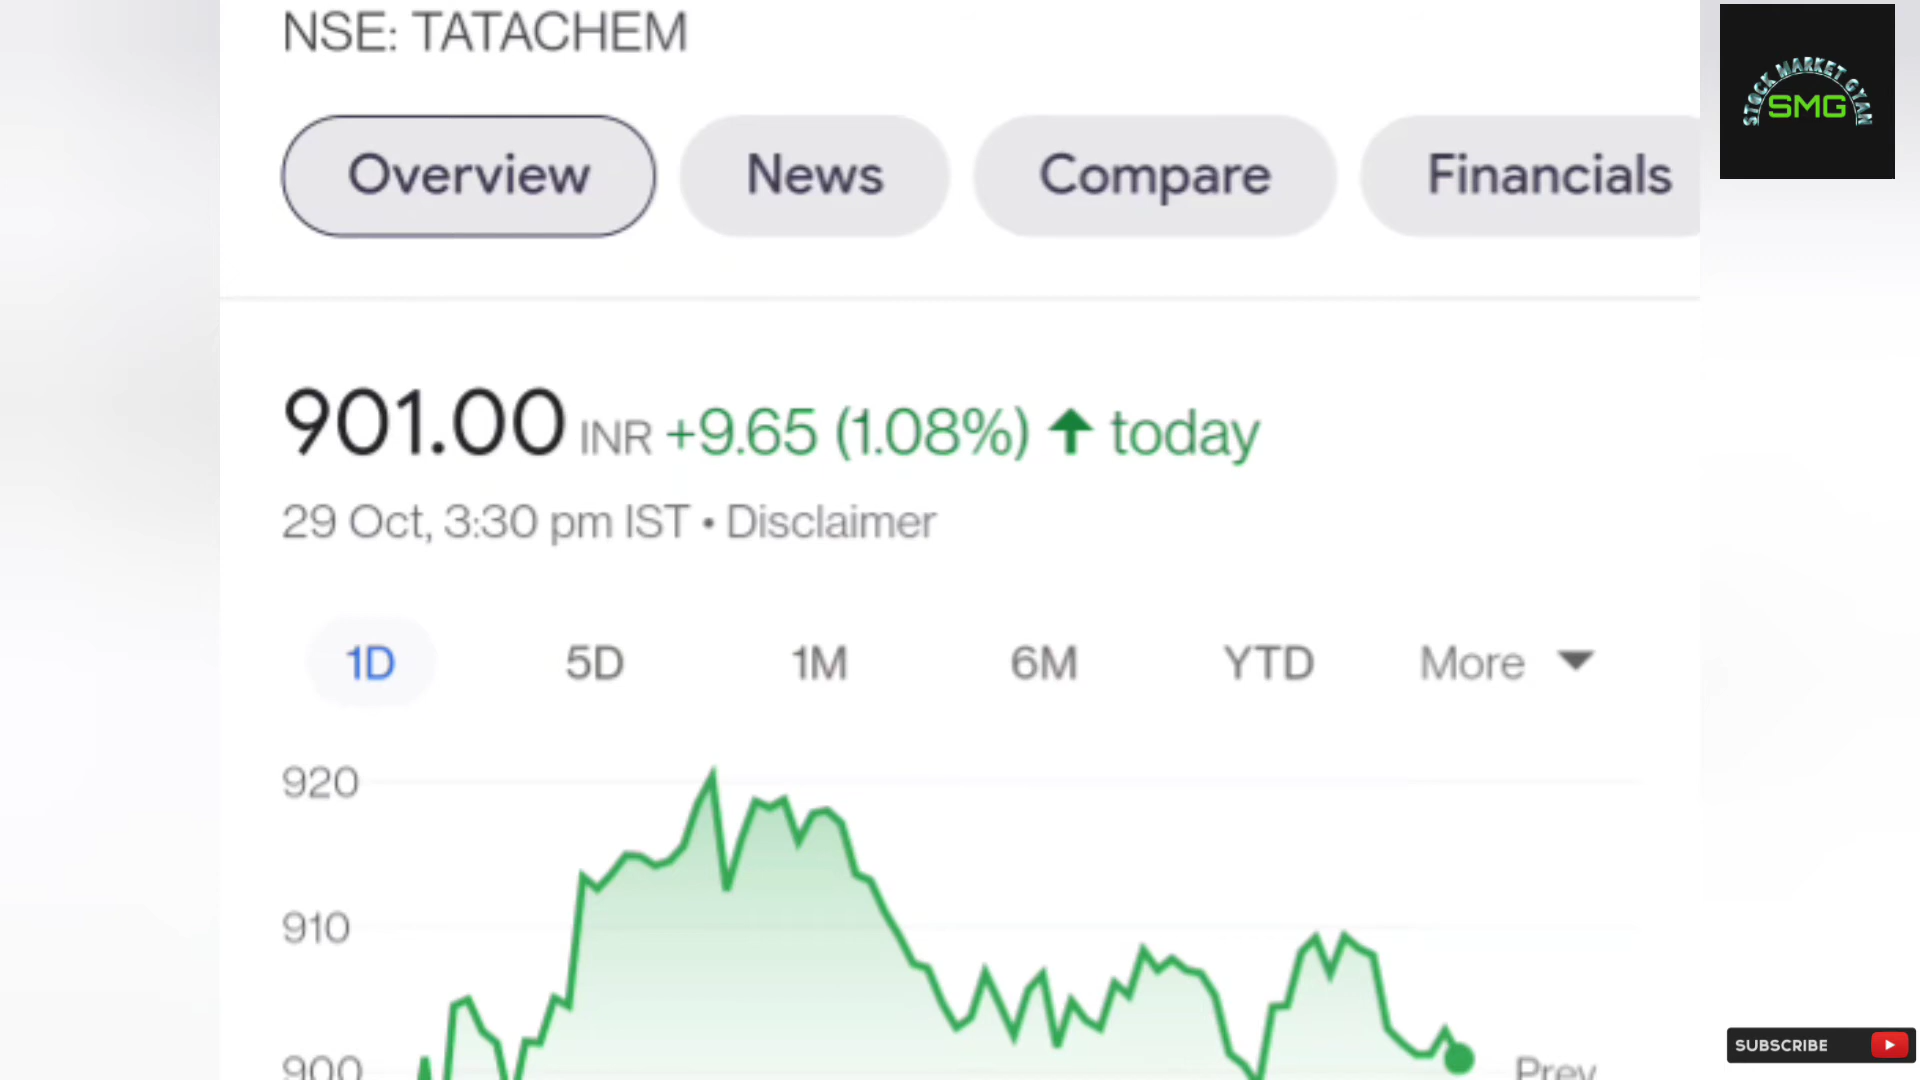 NSE: TATACHEM
STOCK MARKET GYAN
SMG
Overview News Compare Financials
901.00 INR +9.65 (1.08%) ↑ today
29 Oct, 3:30 pm IST • Disclaimer
1D 5D 1M 6M YTD More
920
910
900
Prev
SUBSCRIBE